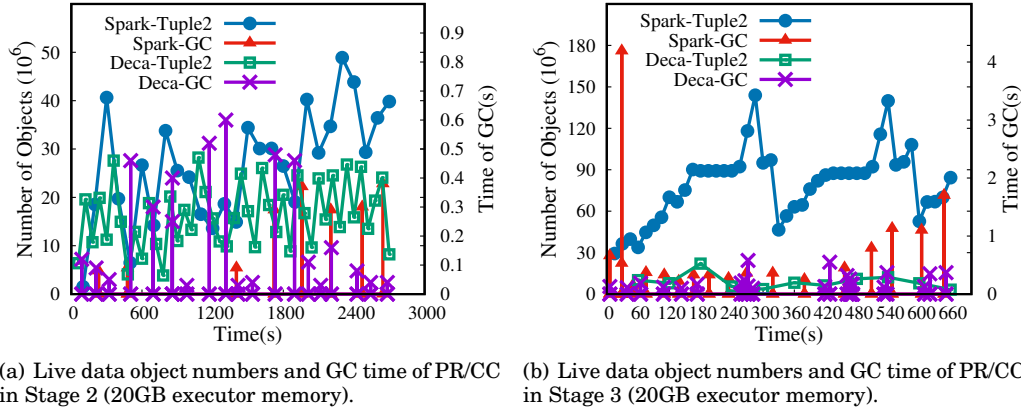 Spark-Tuple2
Spark-GC
Deca-Tuple2
Deca-GC
Number of Objects (10^6)
0
10
20
30
40
50
Time of GC(s)
0
0.1
0.2
0.3
0.4
0.5
0.6
0.7
0.8
0.9
0 600 1200 1800 2400 3000
Time(s)
(a) Live data object numbers and GC time of PR/CC
in Stage 2 (20GB executor memory).
Spark-Tuple2
Spark-GC
Deca-Tuple2
Deca-GC
Number of Objects (10^6)
0
30
60
90
120
150
180
Time of GC(s)
0
1
2
3
4
0 60 120 180 240 300 360 420 480 540 600 660
Time(s)
(b) Live data object numbers and GC time of PR/CC
in Stage 3 (20GB executor memory).